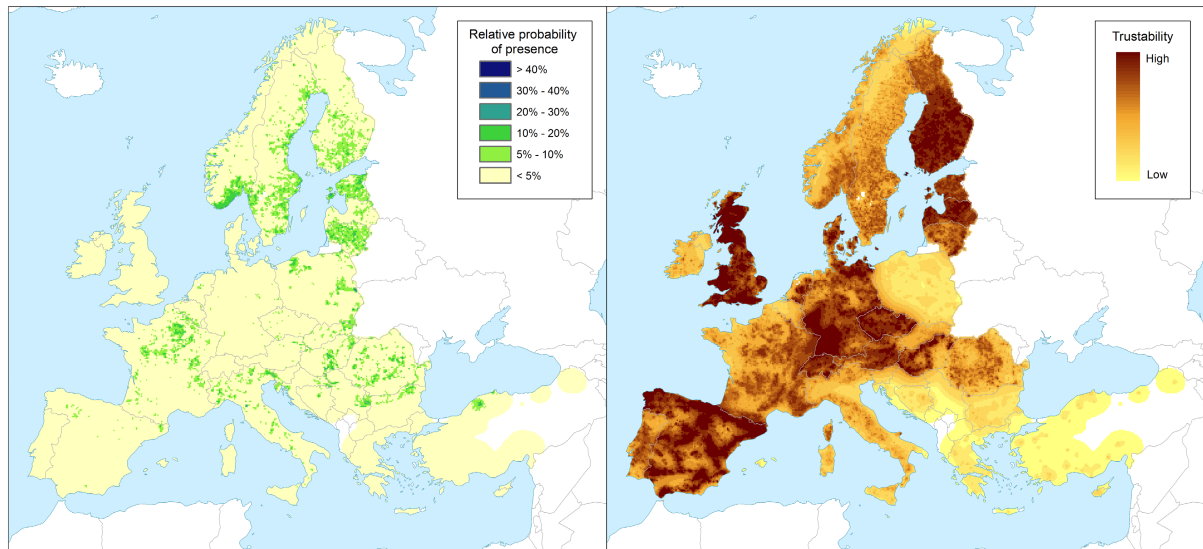 Relative probability
of presence
> 40%
30% - 40%
20% - 30%
10% - 20%
5% - 10%
< 5%
Trustability
High
Low